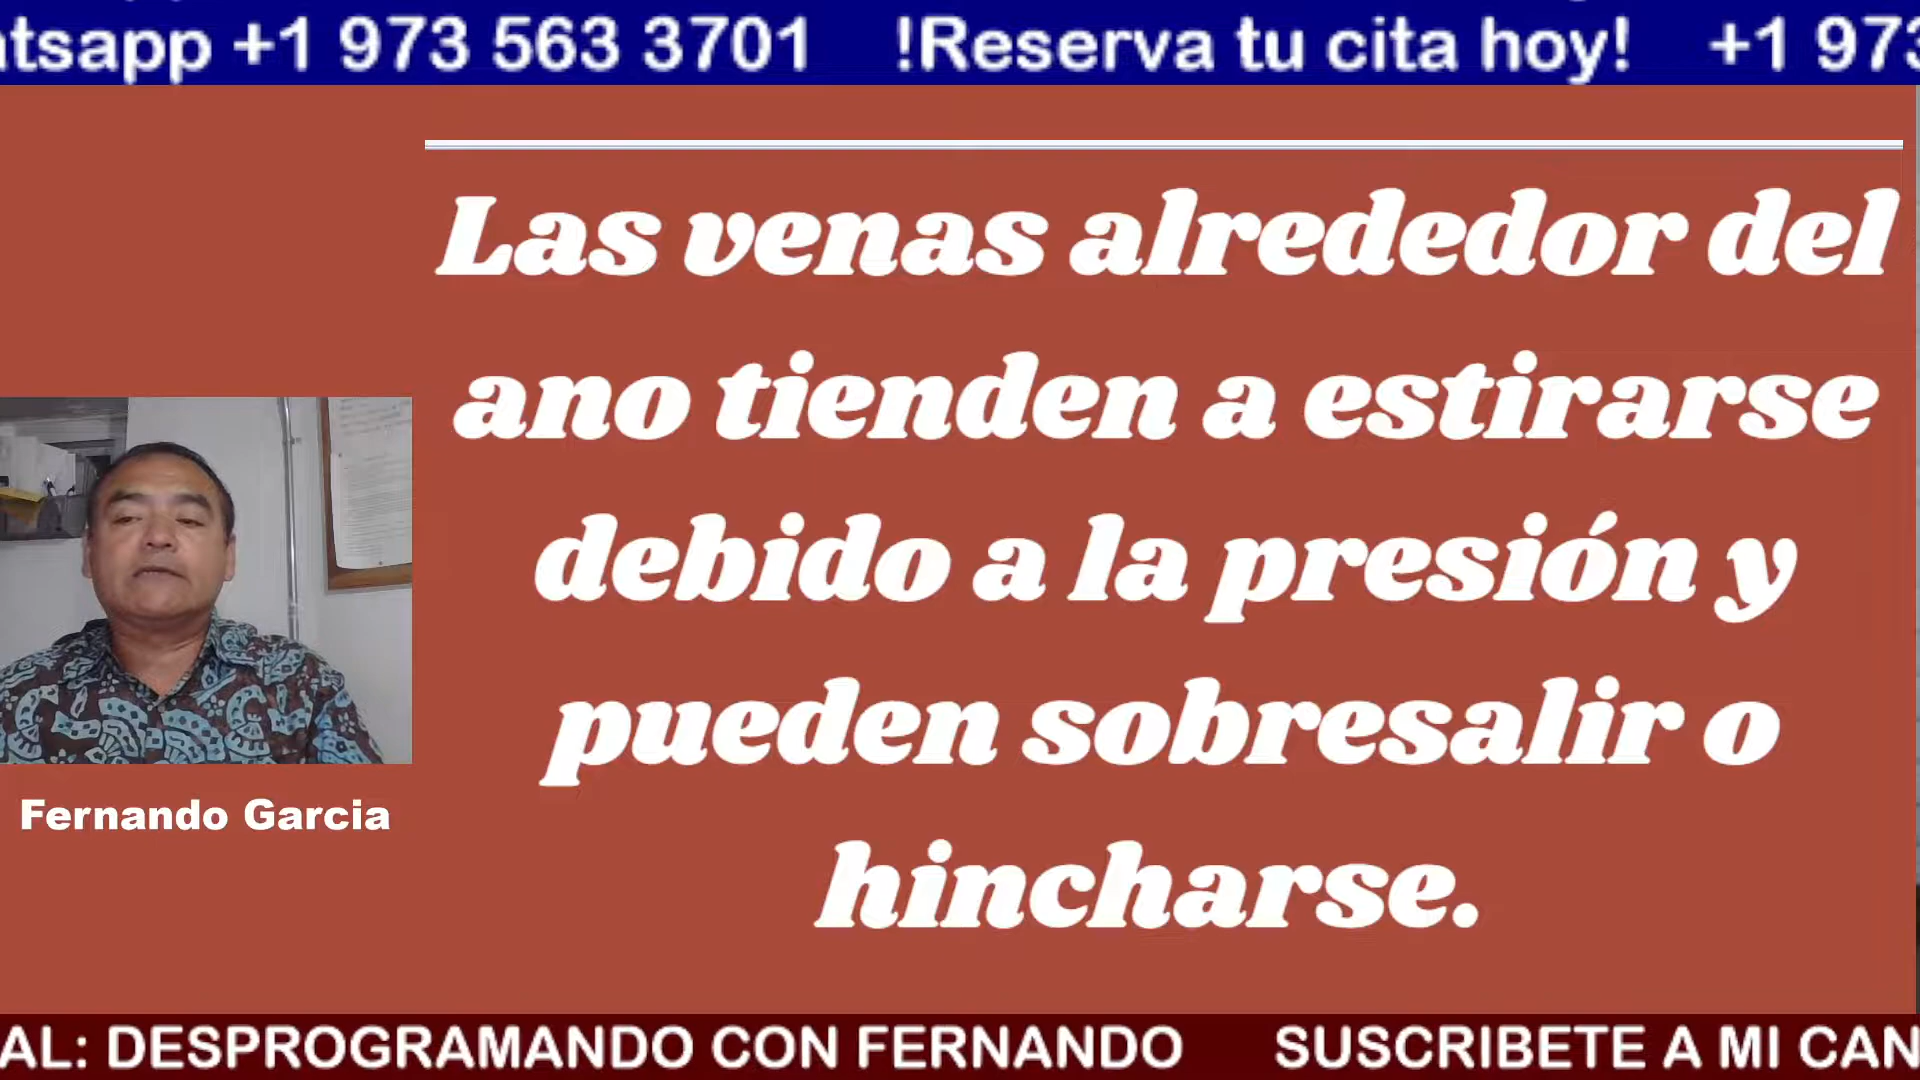 atsapp +1 973 563 3701 !Reserva tu cita hoy! +1 973
Las venas alrededor del
ano tienden a estirarse
debido a la presión y
pueden sobresalir o
hincharse.
Fernando Garcia
AL: DESPROGRAMANDO CON FERNANDO SUSCRIBETE A MI CAN